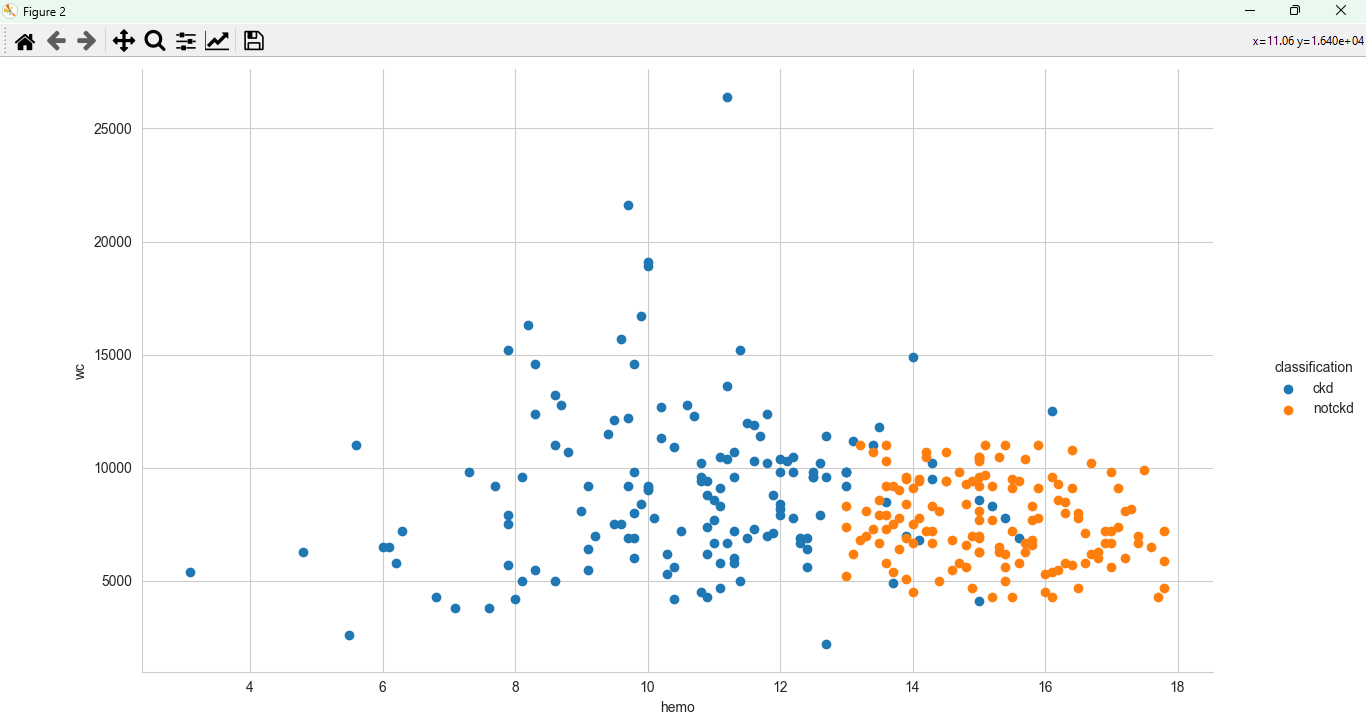 Figure 2
x=11.06 y=1.640e+04
25000
20000
15000
10000
5000
wc
4 6 8 10 12 14 16 18
hemo
classification
ckd
notckd